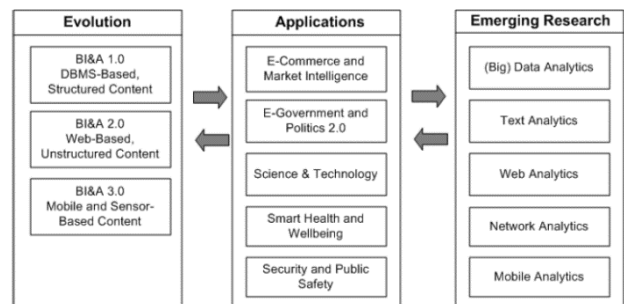 Evolution
BI&A 1.0
DBMS-Based,
Structured Content
BI&A 2.0
Web-Based,
Unstructured Content
BI&A 3.0
Mobile and Sensor-
Based Content
Applications
E-Commerce and
Market Intelligence
E-Government and
Politics 2.0
Science & Technology
Smart Health and
Wellbeing
Security and Public
Safety
Emerging Research
(Big) Data Analytics
Text Analytics
Web Analytics
Network Analytics
Mobile Analytics